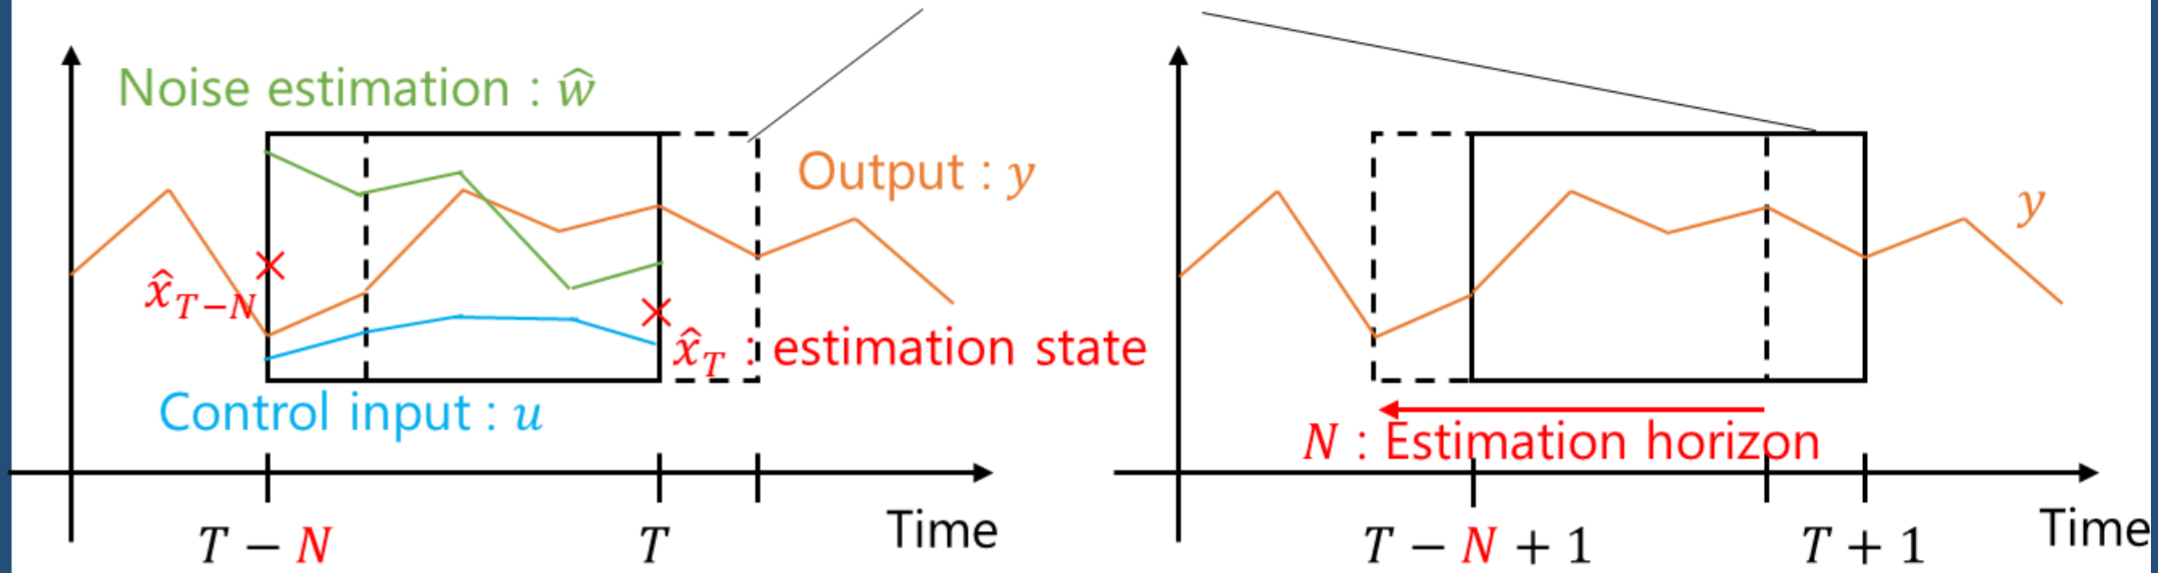 Noise estimation : ŵ
Output : y
x̂_{T−N}
x̂_T : estimation state
Control input : u
T − N
T
Time
y
N : Estimation horizon
T − N + 1
T + 1
Time